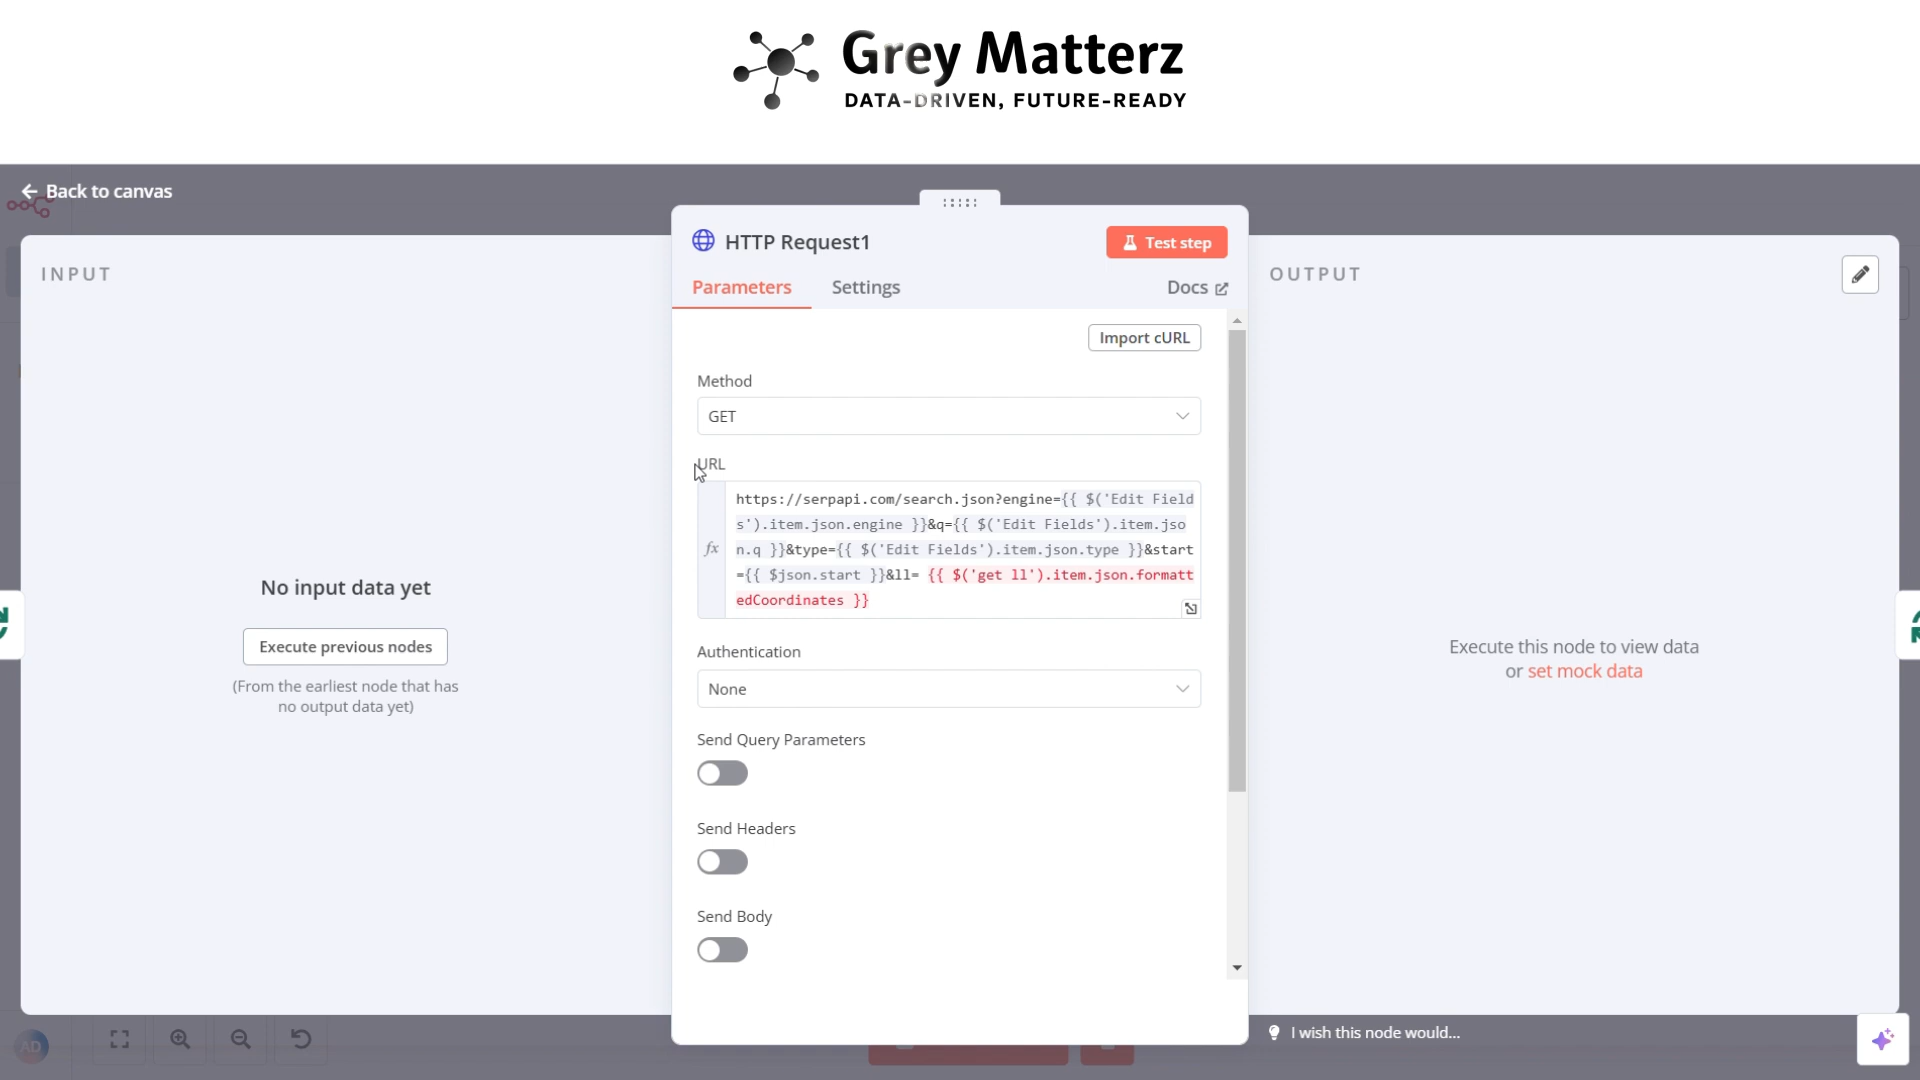 Grey Matterz
DATA-DRIVEN, FUTURE-READY
Back to canvas
INPUT
No input data yet
Execute previous nodes
(From the earliest node that has
no output data yet)
HTTP Request1
Test step
Parameters
Settings
Docs
Import cURL
Method
GET
URL
fx
https://serpapi.com/search.json?engine={{ $('Edit Field
s').item.json.engine }}&q={{ $('Edit Fields').item.jso
n.q }}&type={{ $('Edit Fields').item.json.type }}&start
={{ $json.start }}&ll= {{ $('get ll').item.json.formatt
edCoordinates }}
Authentication
None
Send Query Parameters
Send Headers
Send Body
OUTPUT
Execute this node to view data
or set mock data
I wish this node would...
AD